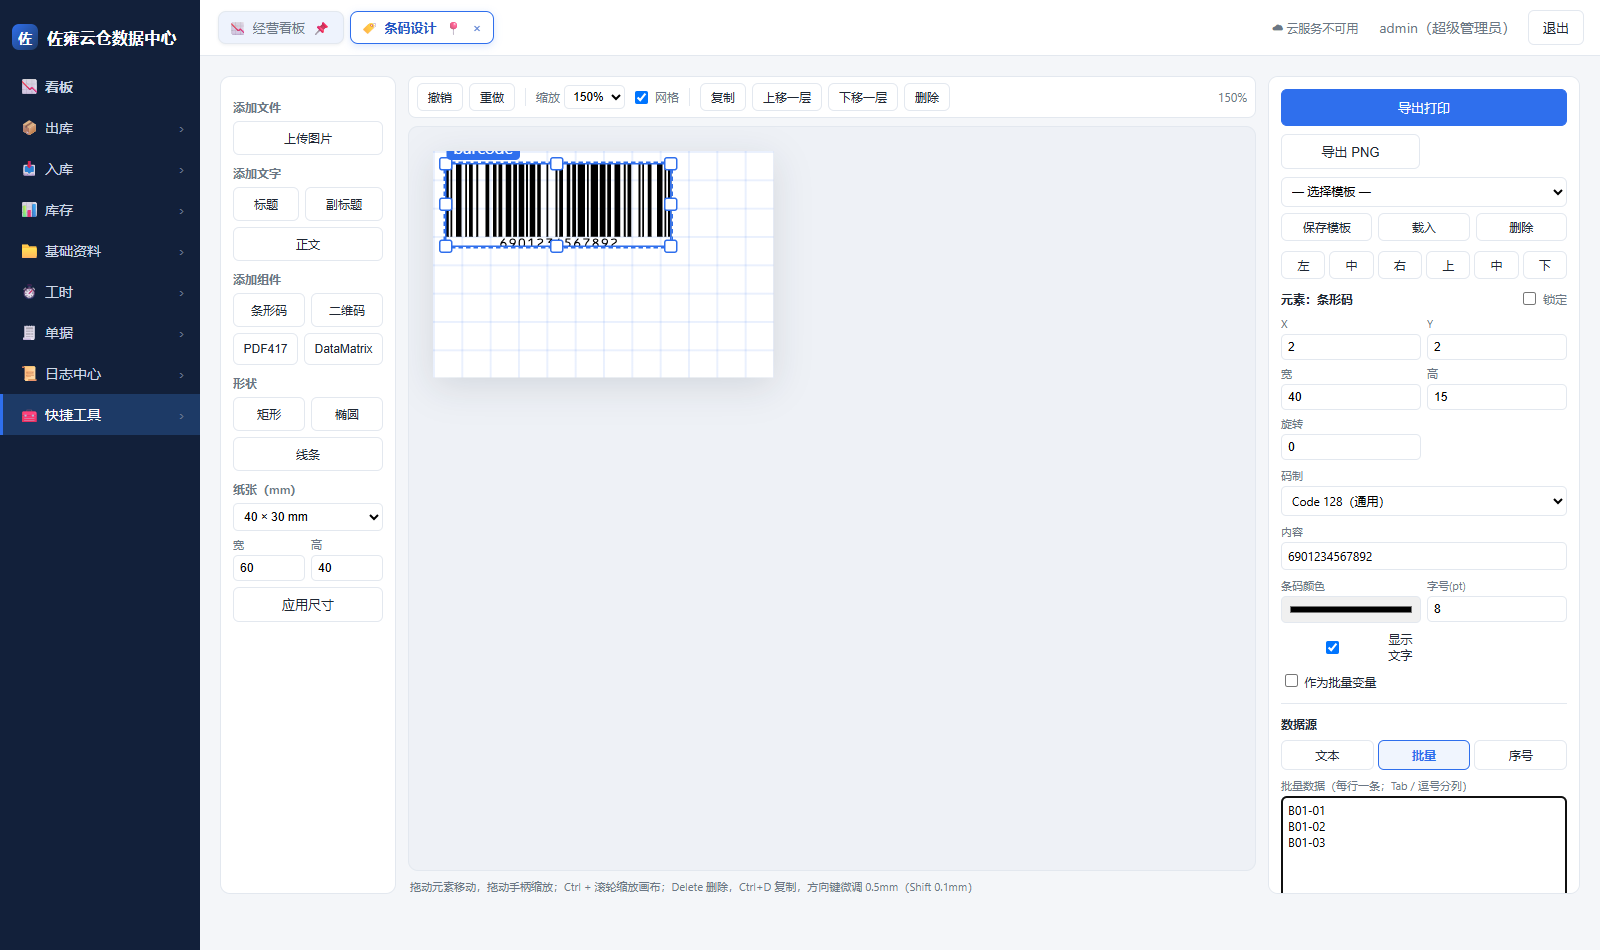 佐 佐雍云仓数据中心
看板
出库
入库
库存
基础资料
工时
单据
日志中心
快捷工具
经营看板
条码设计 ×
云服务不可用
admin（超级管理员）
退出
添加文件
上传图片
添加文字
标题 副标题
正文
添加组件
条形码 二维码
PDF417 DataMatrix
形状
矩形 椭圆
线条
纸张（mm）
40 × 30 mm
宽 高
60 40
应用尺寸
撤销 重做 缩放 150% 网格 复制 上移一层 下移一层 删除 150%
barcode
6901234567892
拖动元素移动，拖动手柄缩放；Ctrl + 滚轮缩放画布；Delete 删除，Ctrl+D 复制，方向键微调 0.5mm（Shift 0.1mm）
导出打印
导出 PNG
— 选择模板 —
保存模板 载入 删除
左 中 右 上 中 下
元素：条形码 锁定
X Y
2 2
宽 高
40 15
旋转
0
码制
Code 128（通用）
内容
6901234567892
条码颜色 字号(pt)
8
显示
文字
作为批量变量
数据源
文本 批量 序号
批量数据（每行一条；Tab / 逗号分列）
B01-01
B01-02
B01-03